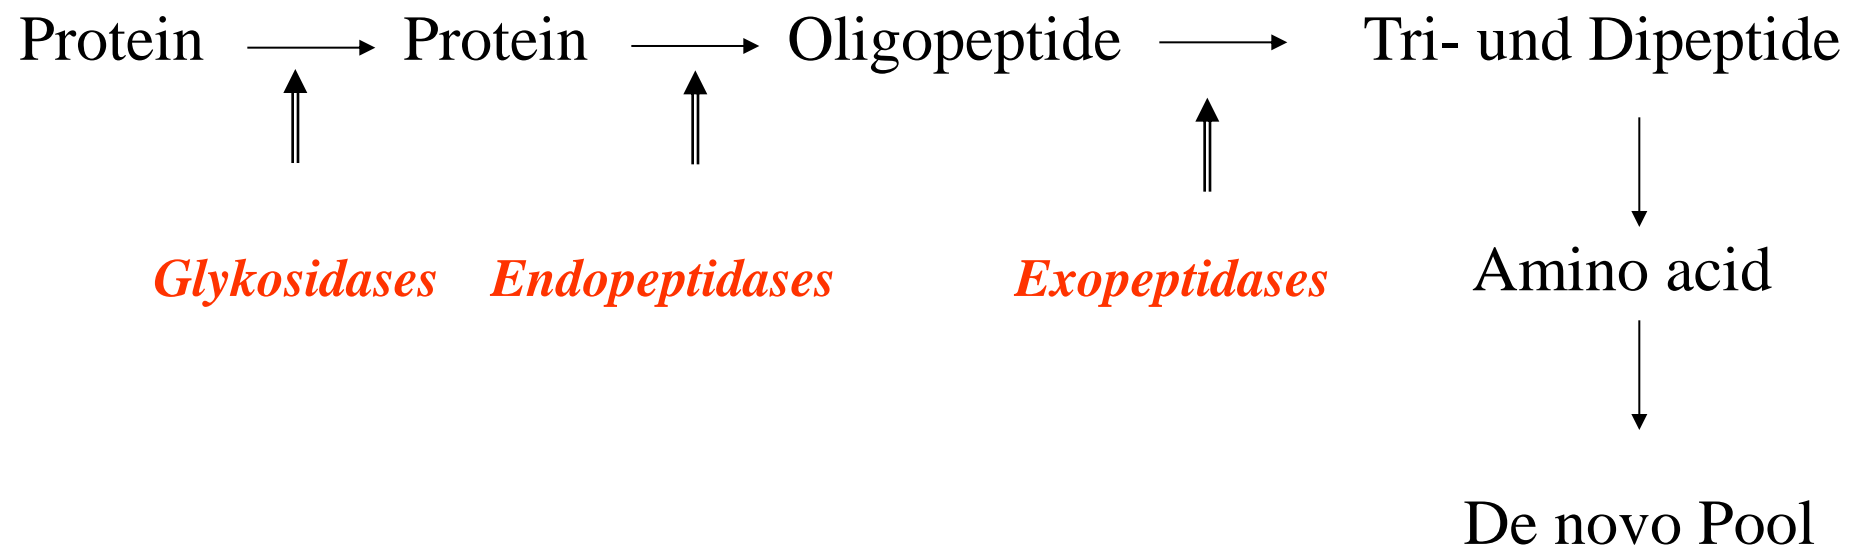 Protein Protein Oligopeptide Tri- und Dipeptide
Glykosidases Endopeptidases Exopeptidases Amino acid
De novo Pool